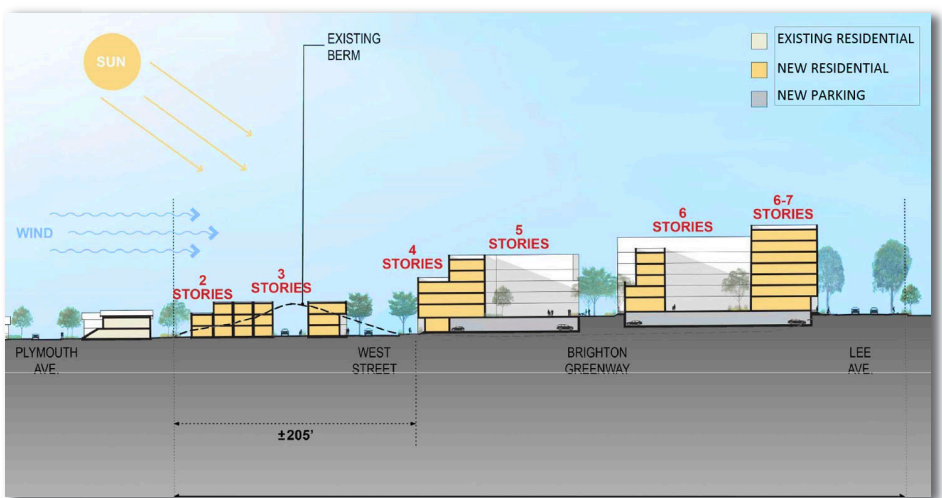 EXISTING
BERM
EXISTING RESIDENTIAL
NEW RESIDENTIAL
NEW PARKING
SUN
WIND
2
STORIES
3
STORIES
4
STORIES
5
STORIES
6
STORIES
6-7
STORIES
PLYMOUTH
AVE.
WEST
STREET
BRIGHTON
GREENWAY
LEE
AVE.
±205'